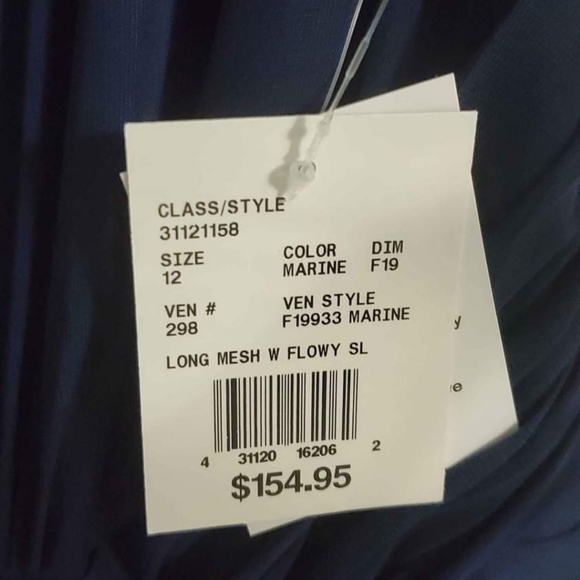 CLASS/STYLE
31121158
SIZE COLOR DIM
12 MARINE F19
VEN # VEN STYLE
298 F19933 MARINE
LONG MESH W FLOWY SL
4 31120 16206 2
$154.95
y
e